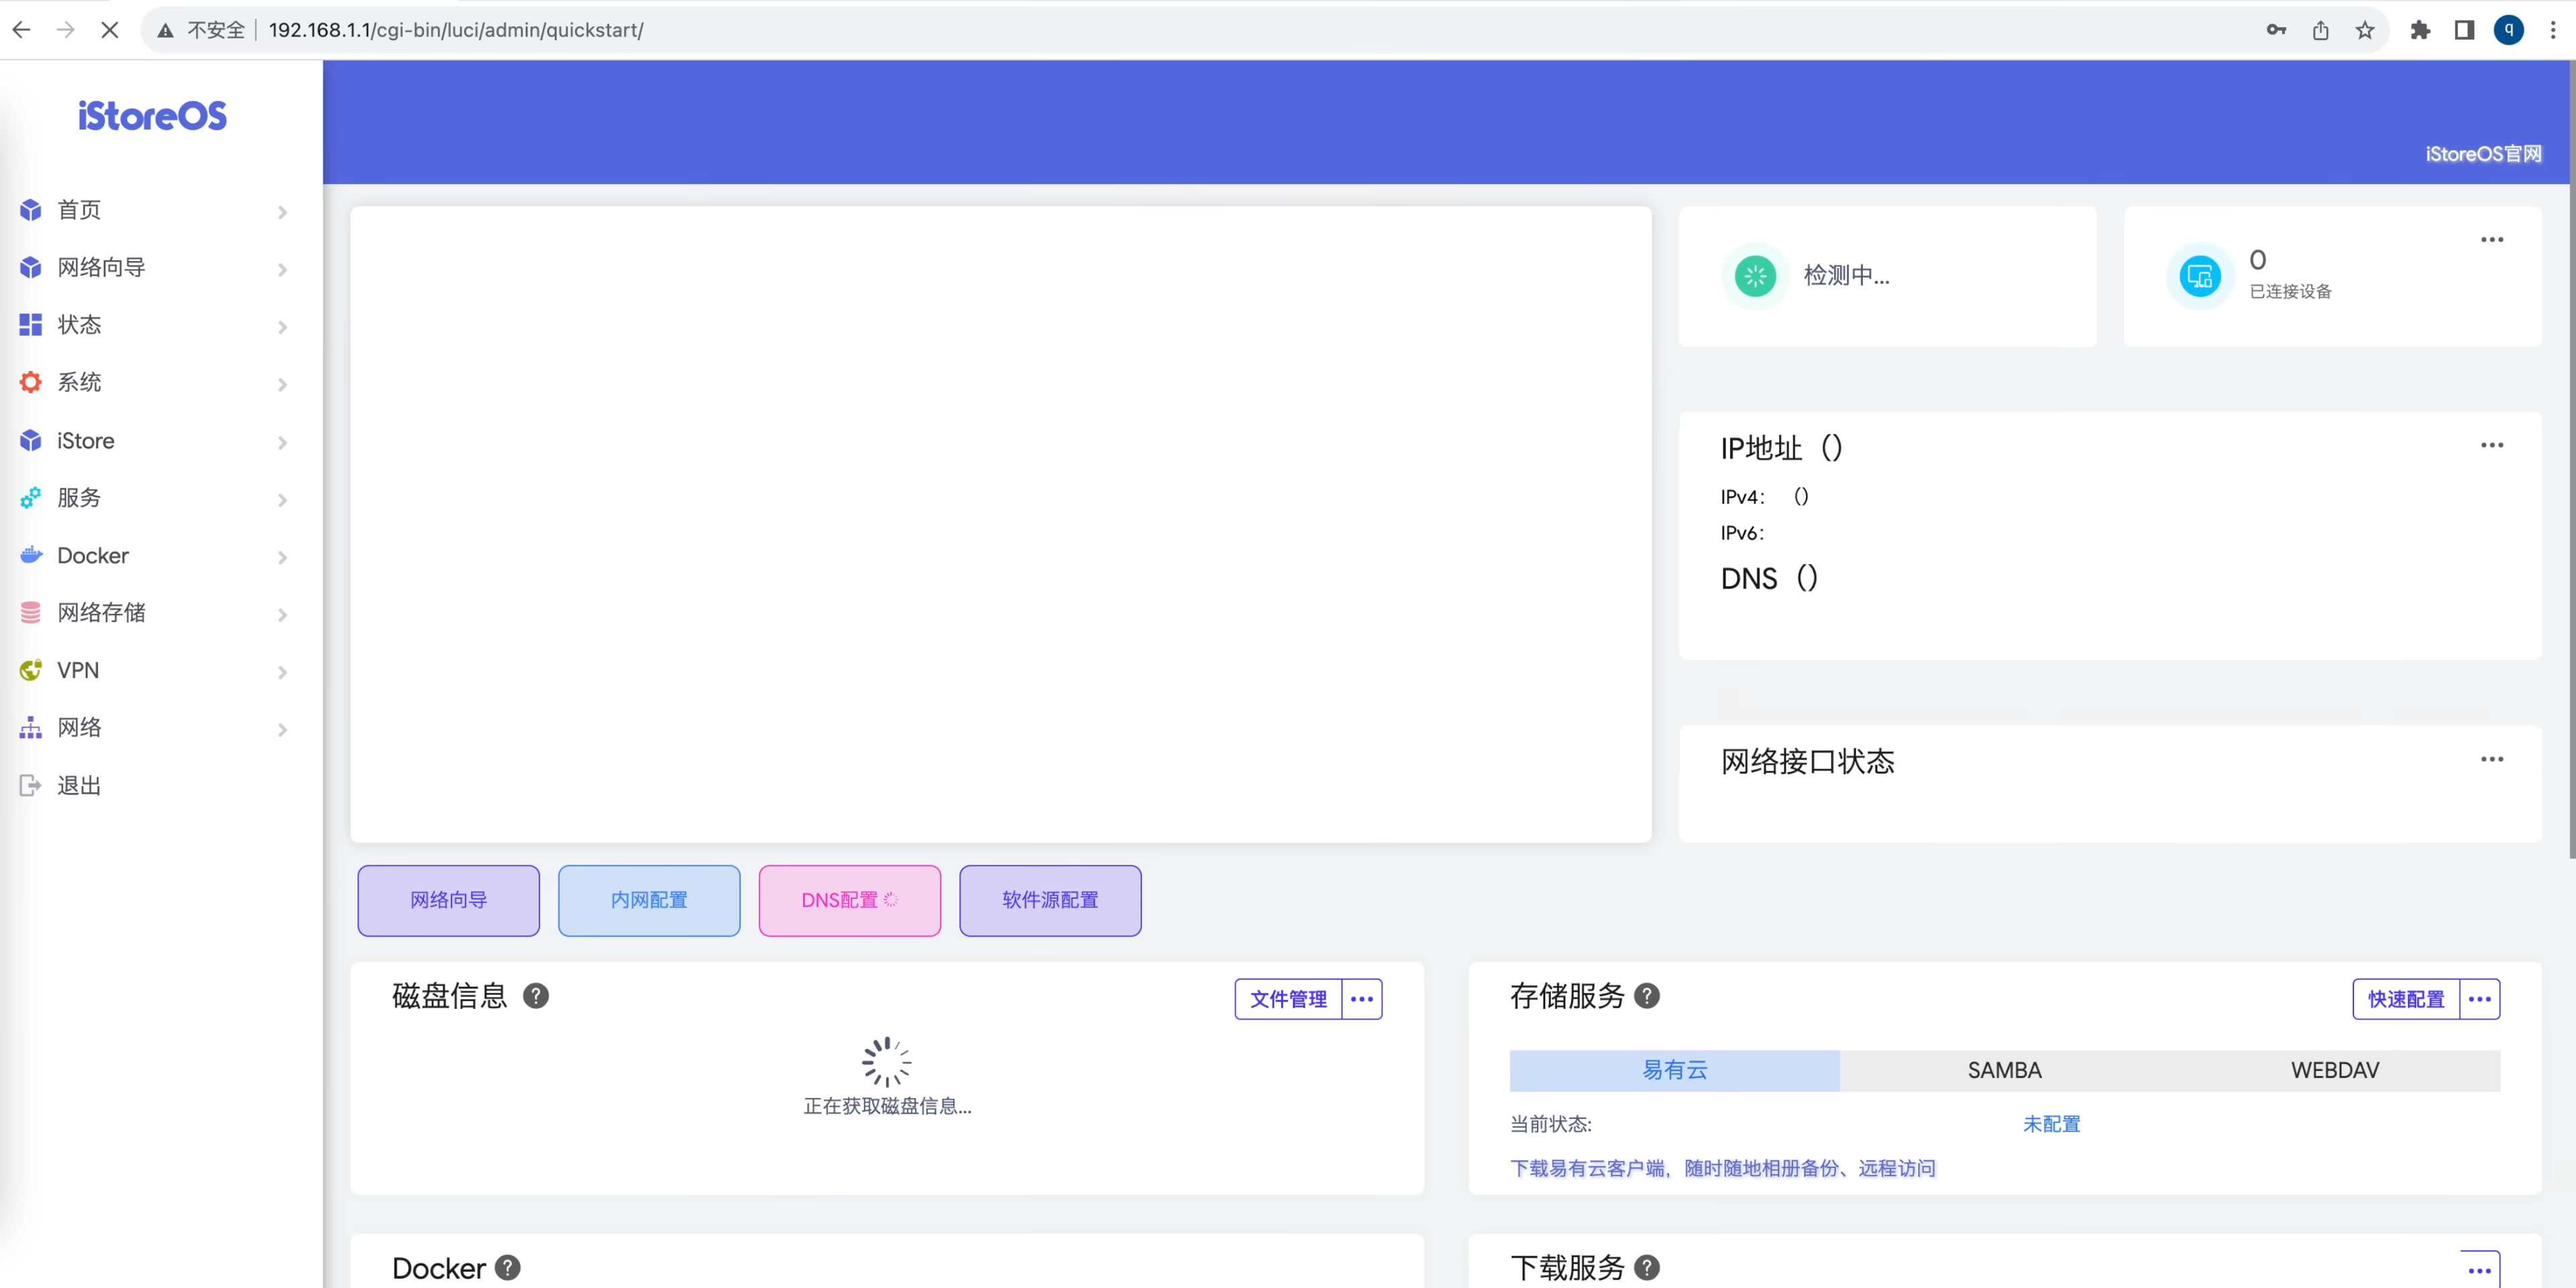 不安全 192.168.1.1/cgi-bin/luci/admin/quickstart/
q
iStoreOS
首页
网络向导
状态
系统
iStore
服务
Docker
网络存储
VPN
网络
退出
iStoreOS官网
检测中...
0
已连接设备
IP地址 ()
IPv4: ()
IPv6:
DNS ()
网络接口状态
网络向导
内网配置
DNS配置
软件源配置
磁盘信息 ?
文件管理
正在获取磁盘信息...
存储服务 ?
快速配置
易有云 SAMBA WEBDAV
当前状态: 未配置
下载易有云客户端，随时随地相册备份、远程访问
Docker ?
下载服务 ?